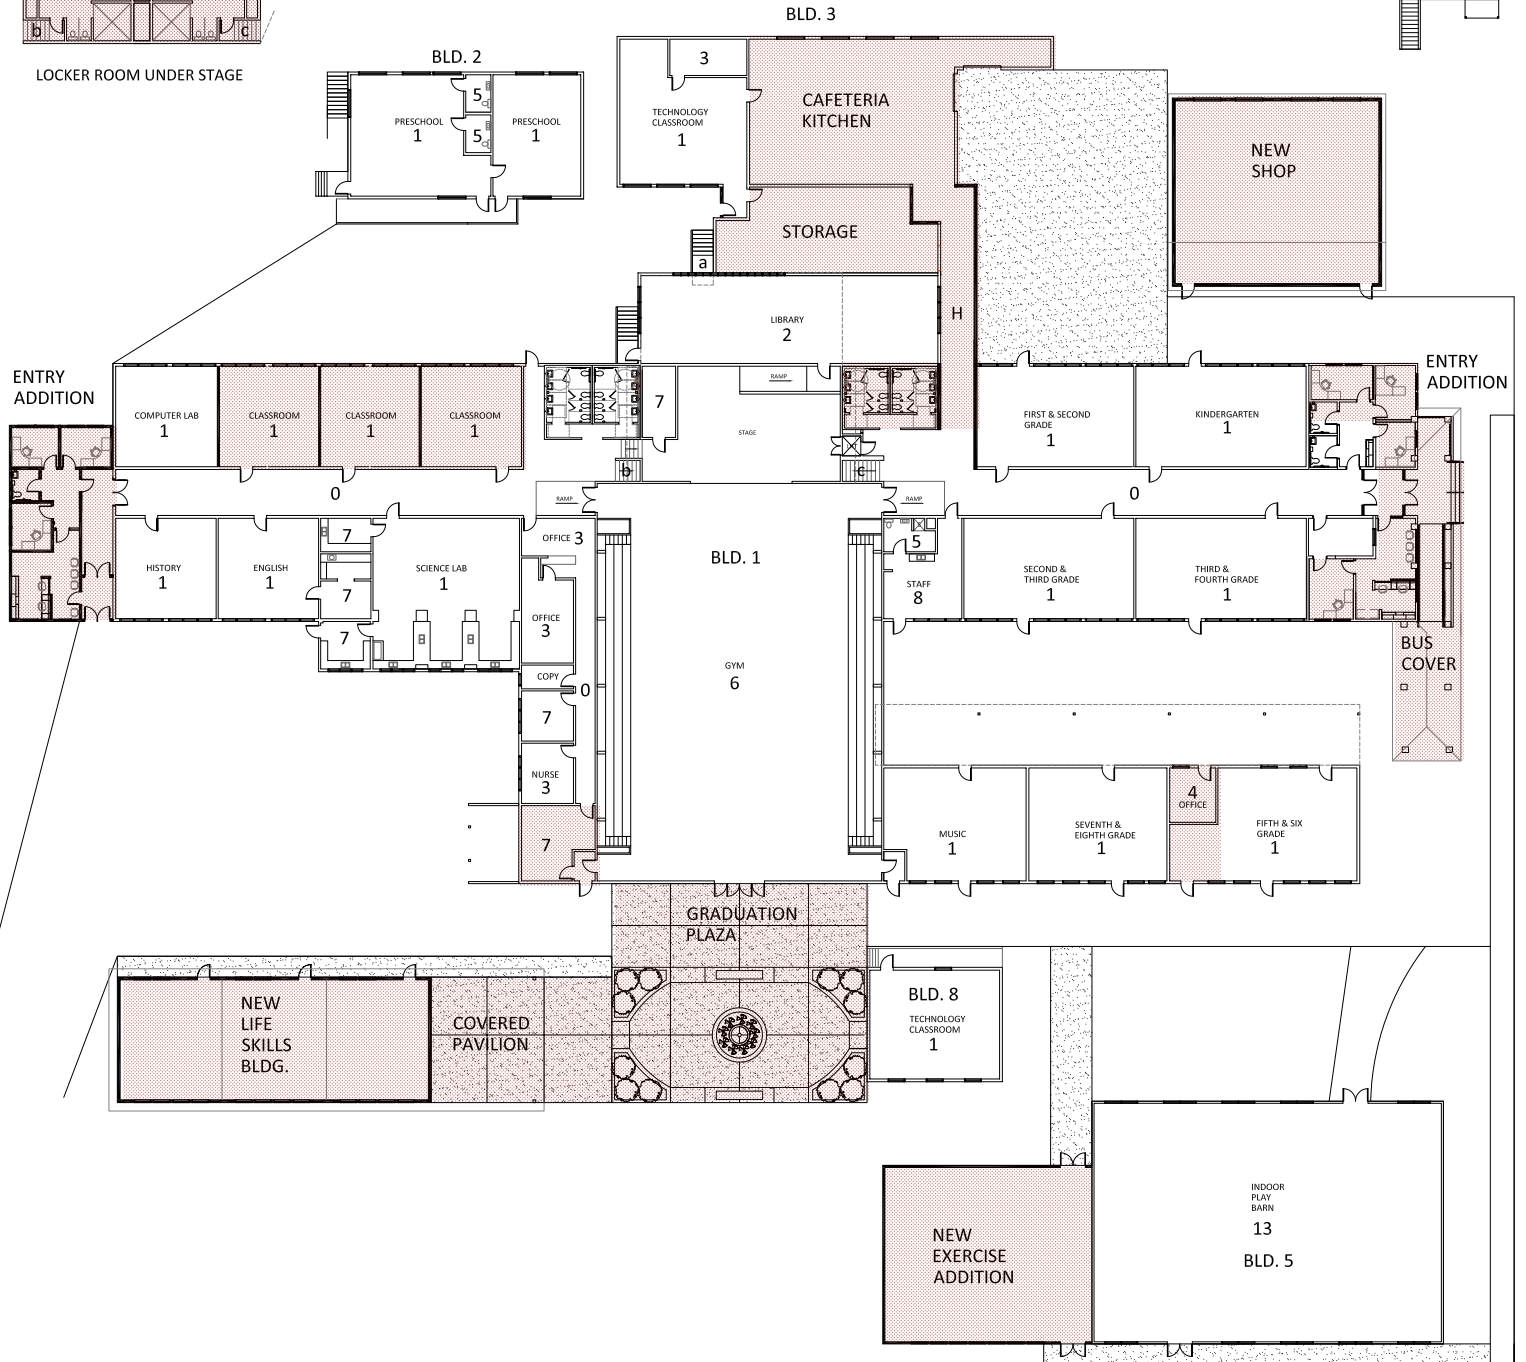 b
c
LOCKER ROOM UNDER STAGE
BLD. 2
PRESCHOOL
1
5
5
PRESCHOOL
1
BLD. 3
3
TECHNOLOGY
CLASSROOM
1
CAFETERIA
KITCHEN
STORAGE
a
NEW
SHOP
LIBRARY
2
H
ENTRY
ADDITION
COMPUTER LAB
1
CLASSROOM
1
CLASSROOM
1
CLASSROOM
1
7
RAMP
STAGE
b
c
FIRST & SECOND
GRADE
1
KINDERGARTEN
1
ENTRY
ADDITION
0
RAMP
RAMP
0
HISTORY
1
ENGLISH
1
7
7
7
SCIENCE LAB
1
OFFICE 3
OFFICE
3
COPY
0
7
NURSE
3
7
BLD. 1
GYM
6
5
STAFF
8
SECOND &
THIRD GRADE
1
THIRD &
FOURTH GRADE
1
BUS
COVER
MUSIC
1
SEVENTH &
EIGHTH GRADE
1
4
OFFICE
FIFTH & SIX
GRADE
1
GRADUATION
PLAZA
NEW
LIFE
SKILLS
BLDG.
COVERED
PAVILION
BLD. 8
TECHNOLOGY
CLASSROOM
1
NEW
EXERCISE
ADDITION
INDOOR
PLAY
BARN
13
BLD. 5